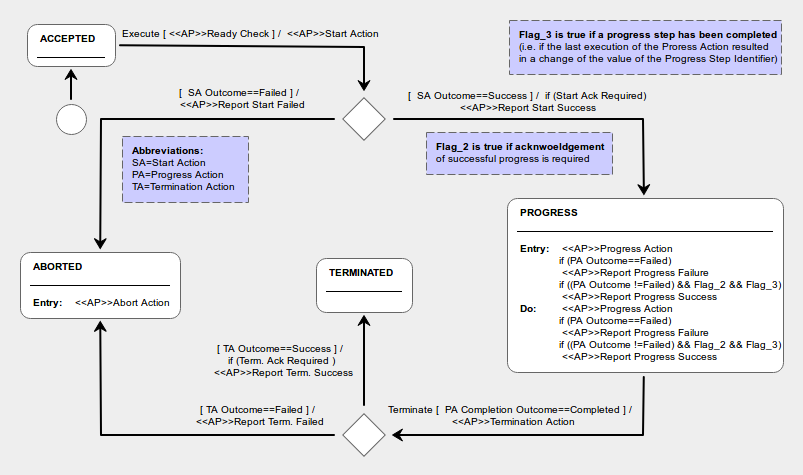 ACCEPTED
Execute [ <<AP>>Ready Check ] / <<AP>>Start Action
Flag_3 is true if a progress step has been completed
(i.e. if the last execution of the Proress Action resulted
in a change of the value of the Progress Step Identifier)
[ SA Outcome==Failed ] /
<<AP>>Report Start Failed
[ SA Outcome==Success ] / if (Start Ack Required)
<<AP>>Report Start Success
Abbreviations:
SA=Start Action
PA=Progress Action
TA=Termination Action
Flag_2 is true if acknwoeldgement
of successful progress is required
PROGRESS
Entry: <<AP>>Progress Action
if (PA Outcome==Failed)
<<AP>>Report Progress Failure
if ((PA Outcome !=Failed) && Flag_2 && Flag_3)
<<AP>>Report Progress Success
Do: <<AP>>Progress Action
if (PA Outcome==Failed)
<<AP>>Report Progress Failure
if ((PA Outcome !=Failed) && Flag_2 && Flag_3)
<<AP>>Report Progress Success
ABORTED
Entry: <<AP>>Abort Action
TERMINATED
[ TA Outcome==Success ] /
if (Term. Ack Required )
<<AP>>Report Term. Success
[ TA Outcome==Failed ] /
<<AP>>Report Term. Failed
Terminate [ PA Completion Outcome==Completed ] /
<<AP>>Termination Action